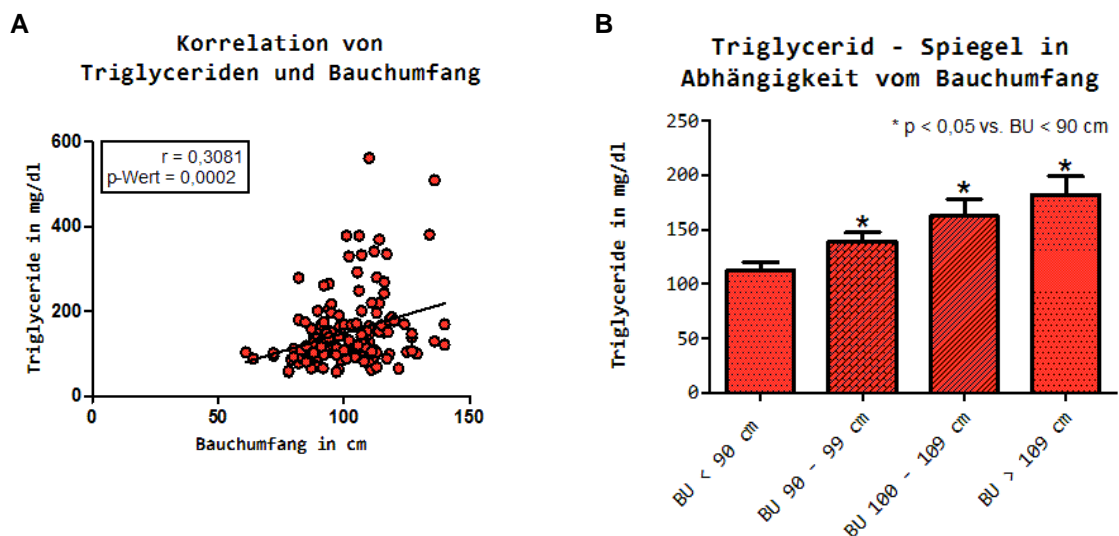 A
Korrelation von
Triglyceriden und Bauchumfang
r = 0,3081
p-Wert = 0,0002
Triglyceride in mg/dl
600
400
200
0
0 50 100 150
Bauchumfang in cm
B
Triglycerid - Spiegel in
Abhängigkeit vom Bauchumfang
* p < 0,05 vs. BU < 90 cm
Triglyceride in mg/dl
250
200
150
100
50
0
* * *
BU < 90 cm
BU 90 - 99 cm
BU 100 - 109 cm
BU > 109 cm